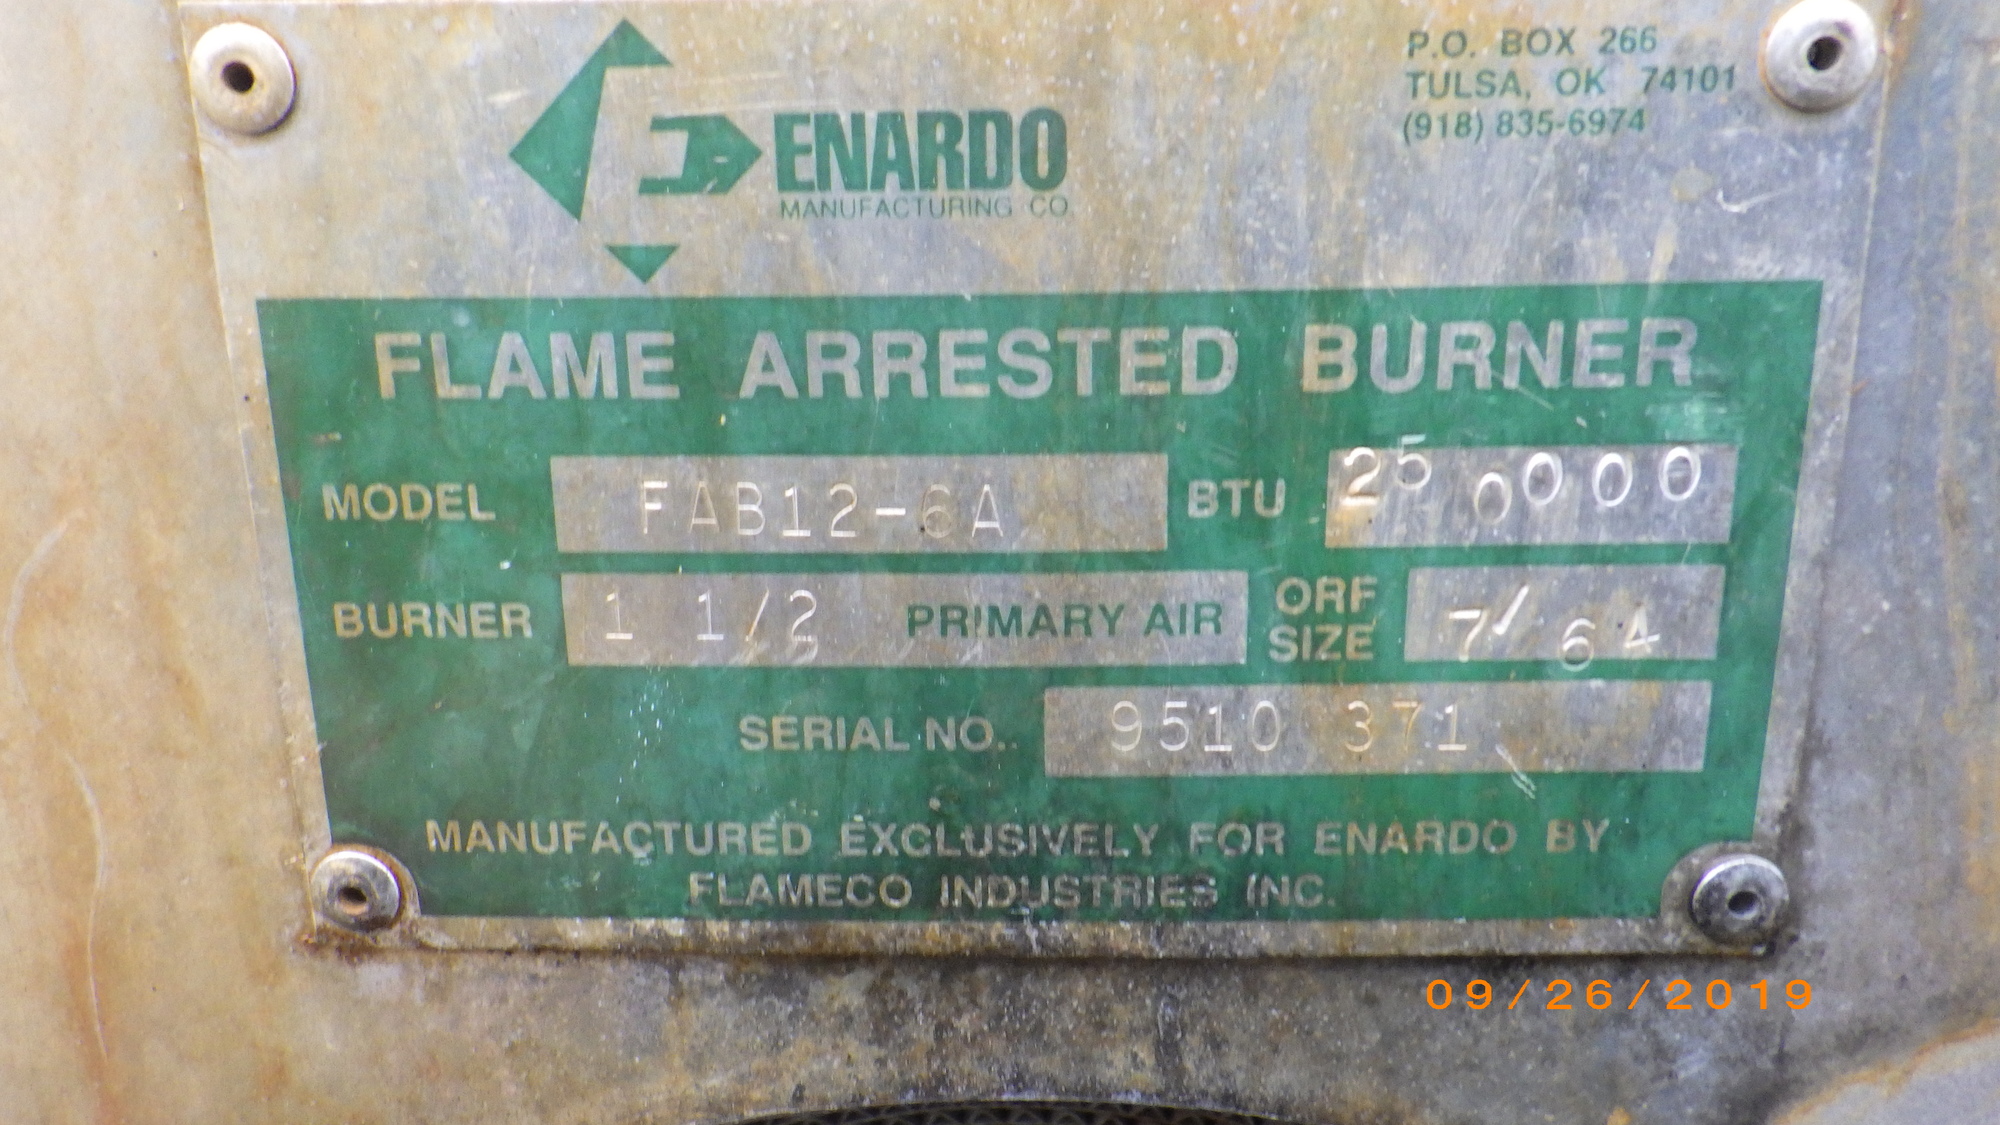 ENARDO
MANUFACTURING CO.
P.O. BOX 266
TULSA, OK 74101
(918) 835-6974
FLAME ARRESTED BURNER
MODEL FAB12-6A BTU 250000
BURNER 1 1/2 PRIMARY AIR ORF SIZE 7/64
SERIAL NO. 9510 371
MANUFACTURED EXCLUSIVELY FOR ENARDO BY
FLAMECO INDUSTRIES INC.
09/26/2019